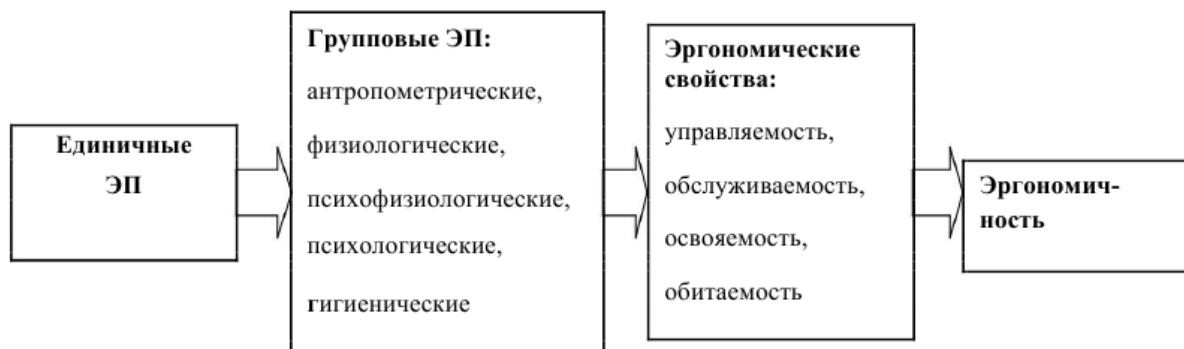 Единичные
ЭП
Групповые ЭП:
антропометрические,
физиологические,
психофизиологические,
психологические,
гигиенические
Эргономические
свойства:
управляемость,
обслуживаемость,
освояемость,
обитаемость
Эргономич-
ность